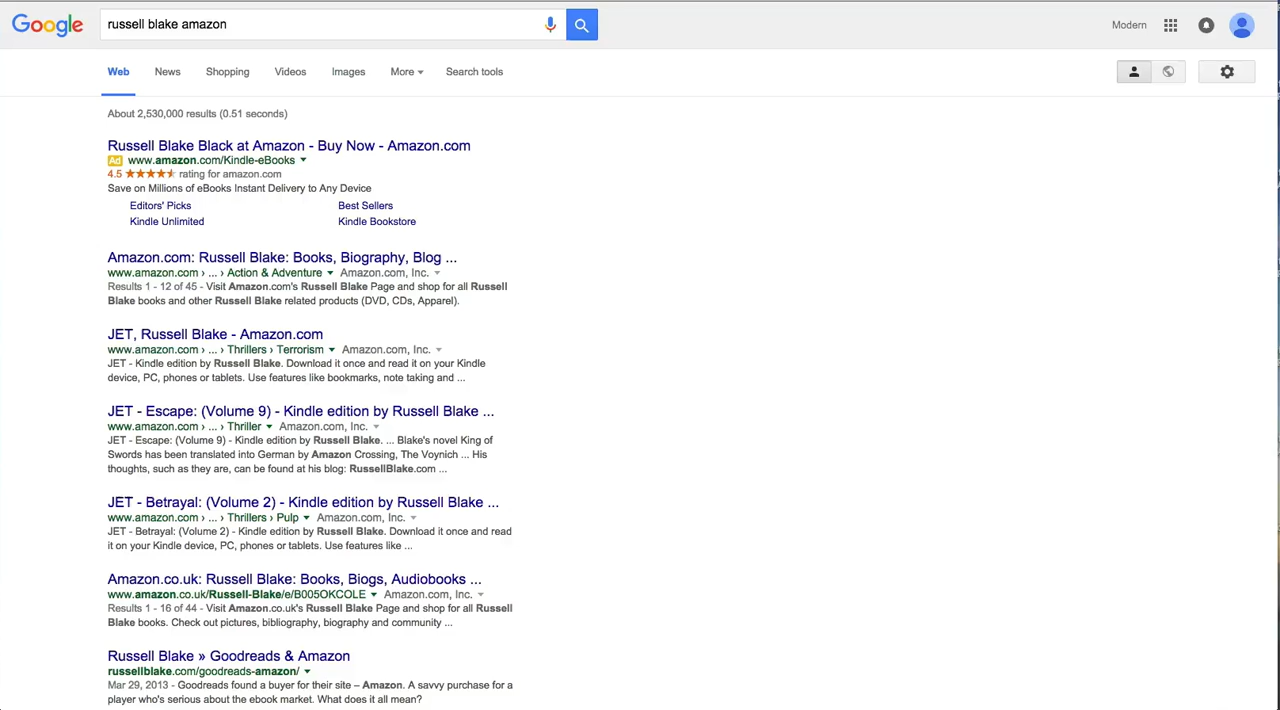 Google
russell blake amazon
Modern
Web News Shopping Videos Images More Search tools
About 2,530,000 results (0.51 seconds)
Russell Blake Black at Amazon - Buy Now - Amazon.com
Ad www.amazon.com/Kindle-eBooks
4.5 rating for amazon.com
Save on Millions of eBooks Instant Delivery to Any Device
Editors' Picks Best Sellers
Kindle Unlimited Kindle Bookstore
Amazon.com: Russell Blake: Books, Biography, Blog ...
www.amazon.com › ... › Action & Adventure Amazon.com, Inc.
Results 1 - 12 of 45 - Visit Amazon.com's Russell Blake Page and shop for all Russell
Blake books and other Russell Blake related products (DVD, CDs, Apparel).
JET, Russell Blake - Amazon.com
www.amazon.com › ... › Thrillers › Terrorism Amazon.com, Inc.
JET - Kindle edition by Russell Blake. Download it once and read it on your Kindle
device, PC, phones or tablets. Use features like bookmarks, note taking and ...
JET - Escape: (Volume 9) - Kindle edition by Russell Blake ...
www.amazon.com › ... › Thriller Amazon.com, Inc.
JET - Escape: (Volume 9) - Kindle edition by Russell Blake. ... Blake's novel King of
Swords has been translated into German by Amazon Crossing, The Voynich ... His
thoughts, such as they are, can be found at his blog: RussellBlake.com ...
JET - Betrayal: (Volume 2) - Kindle edition by Russell Blake ...
www.amazon.com › ... › Thrillers › Pulp Amazon.com, Inc.
JET - Betrayal: (Volume 2) - Kindle edition by Russell Blake. Download it once and read
it on your Kindle device, PC, phones or tablets. Use features like ...
Amazon.co.uk: Russell Blake: Books, Biogs, Audiobooks ...
www.amazon.co.uk/Russell-Blake/e/B005OKCOLE Amazon.com, Inc.
Results 1 - 16 of 44 - Visit Amazon.co.uk's Russell Blake Page and shop for all Russell
Blake books. Check out pictures, bibliography, biography and community ...
Russell Blake » Goodreads & Amazon
russellblake.com/goodreads-amazon/
Mar 29, 2013 - Goodreads found a buyer for their site – Amazon. A savvy purchase for a
player who's serious about the ebook market. What does it all mean?